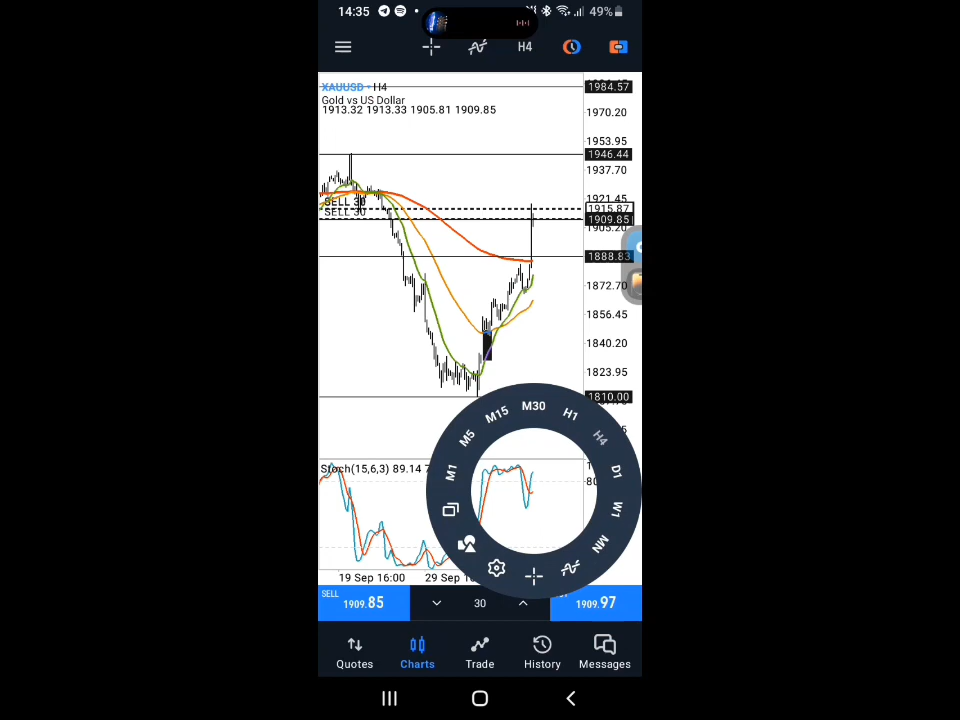 14:35
49%
H4
XAUUSD H4
Gold vs US Dollar
1913.32 1913.33 1905.81 1909.85
1984.57
1970.20
1953.95
1946.44
1937.70
1921.45
SELL 30
1915.87
SELL 30
1909.85
1905.20
1888.83
1872.70
1856.45
1840.20
1823.95
1810.00
M1
M5
M15
M30
H1
H4
D1
W1
MN
Stoch(15,6,3) 89.14
80
19 Sep 16:00
29 Sep
SELL
1909.85
30
1909.97
Quotes
Charts
Trade
History
Messages